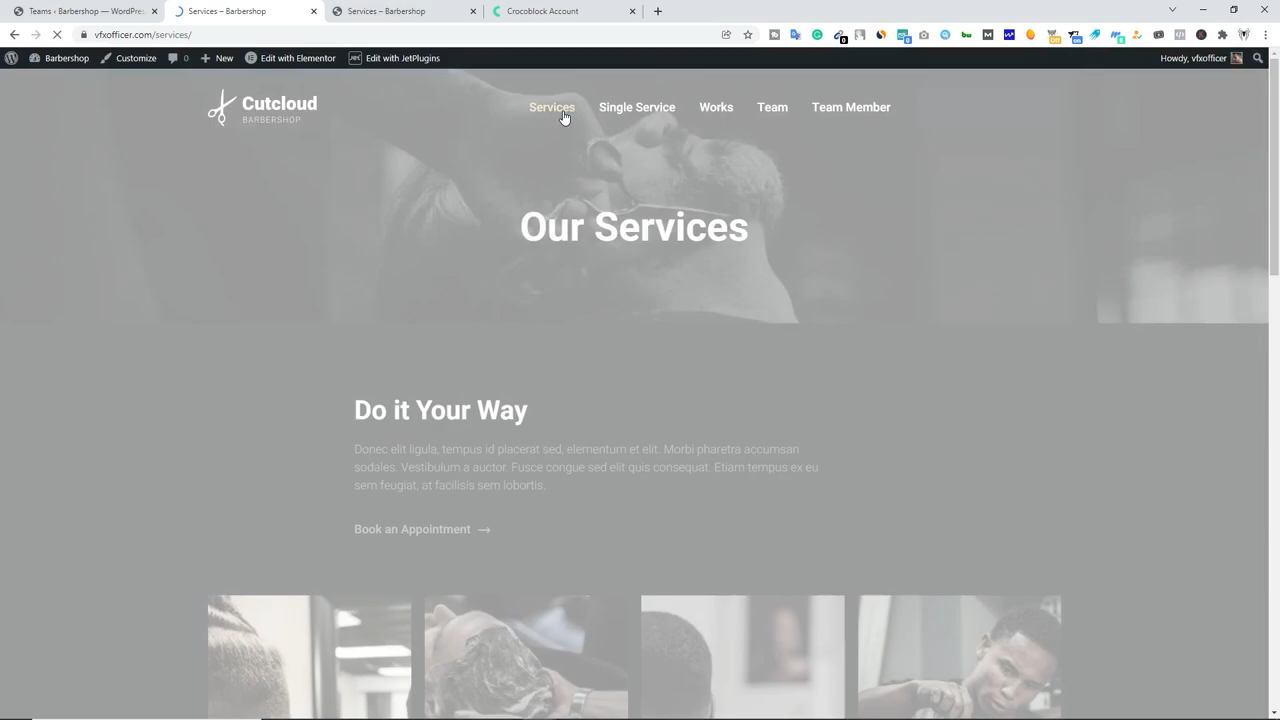 Teams ‹ Barbershop — WordPre
Services – Barbershop
Services – Barbershop
Crocoblock Account
vfxofficer.com/services/
Barbershop
Customize
0
New
Edit with Elementor
Edit with JetPlugins
Howdy, vfxofficer
Cutcloud
BARBERSHOP
Services
Single Service
Works
Team
Team Member
Our Services
Do it Your Way
Donec elit ligula, tempus id placerat sed, elementum et elit. Morbi pharetra accumsan
sodales. Vestibulum a auctor. Fusce congue sed elit quis consequat. Etiam tempus ex eu
sem feugiat, at facilisis sem lobortis.
Book an Appointment →